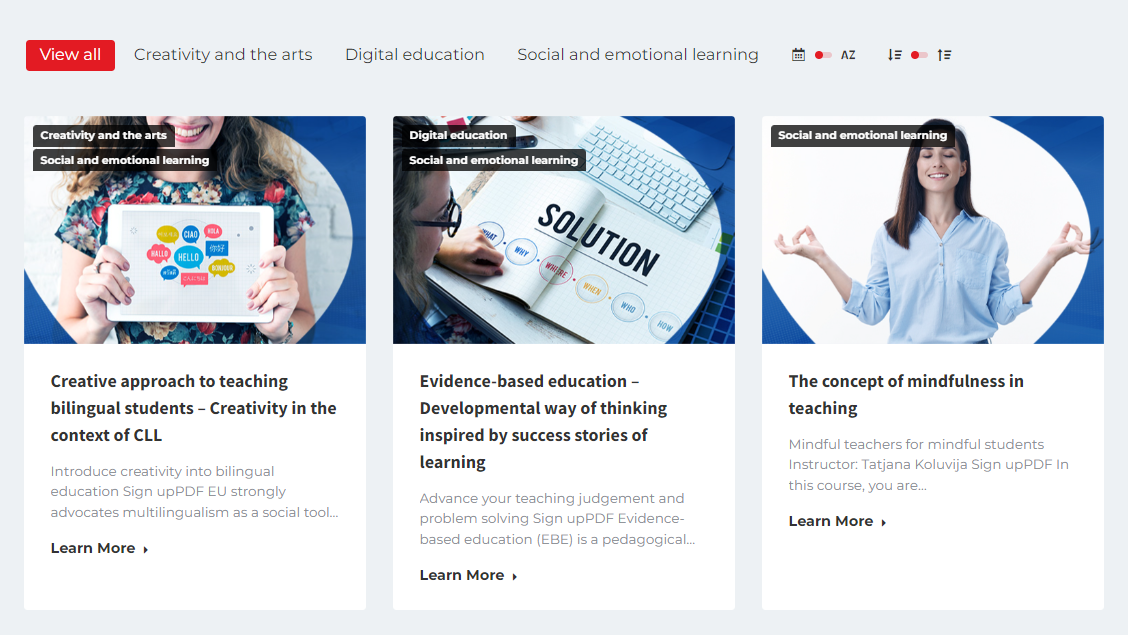 View all Creativity and the arts Digital education Social and emotional learning AZ
Creativity and the arts
Social and emotional learning
CIAO HOLA
HALLO HELLO 你好
BONJOUR
Creative approach to teaching
bilingual students – Creativity in the
context of CLL
Introduce creativity into bilingual
education Sign upPDF EU strongly
advocates multilingualism as a social tool...
Learn More
Digital education
Social and emotional learning
SOLUTION
WHAT WHY WHERE WHEN WHO HOW
Evidence-based education –
Developmental way of thinking
inspired by success stories of
learning
Advance your teaching judgement and
problem solving Sign upPDF Evidence-
based education (EBE) is a pedagogical...
Learn More
Social and emotional learning
The concept of mindfulness in
teaching
Mindful teachers for mindful students
Instructor: Tatjana Koluvija Sign upPDF In
this course, you are...
Learn More